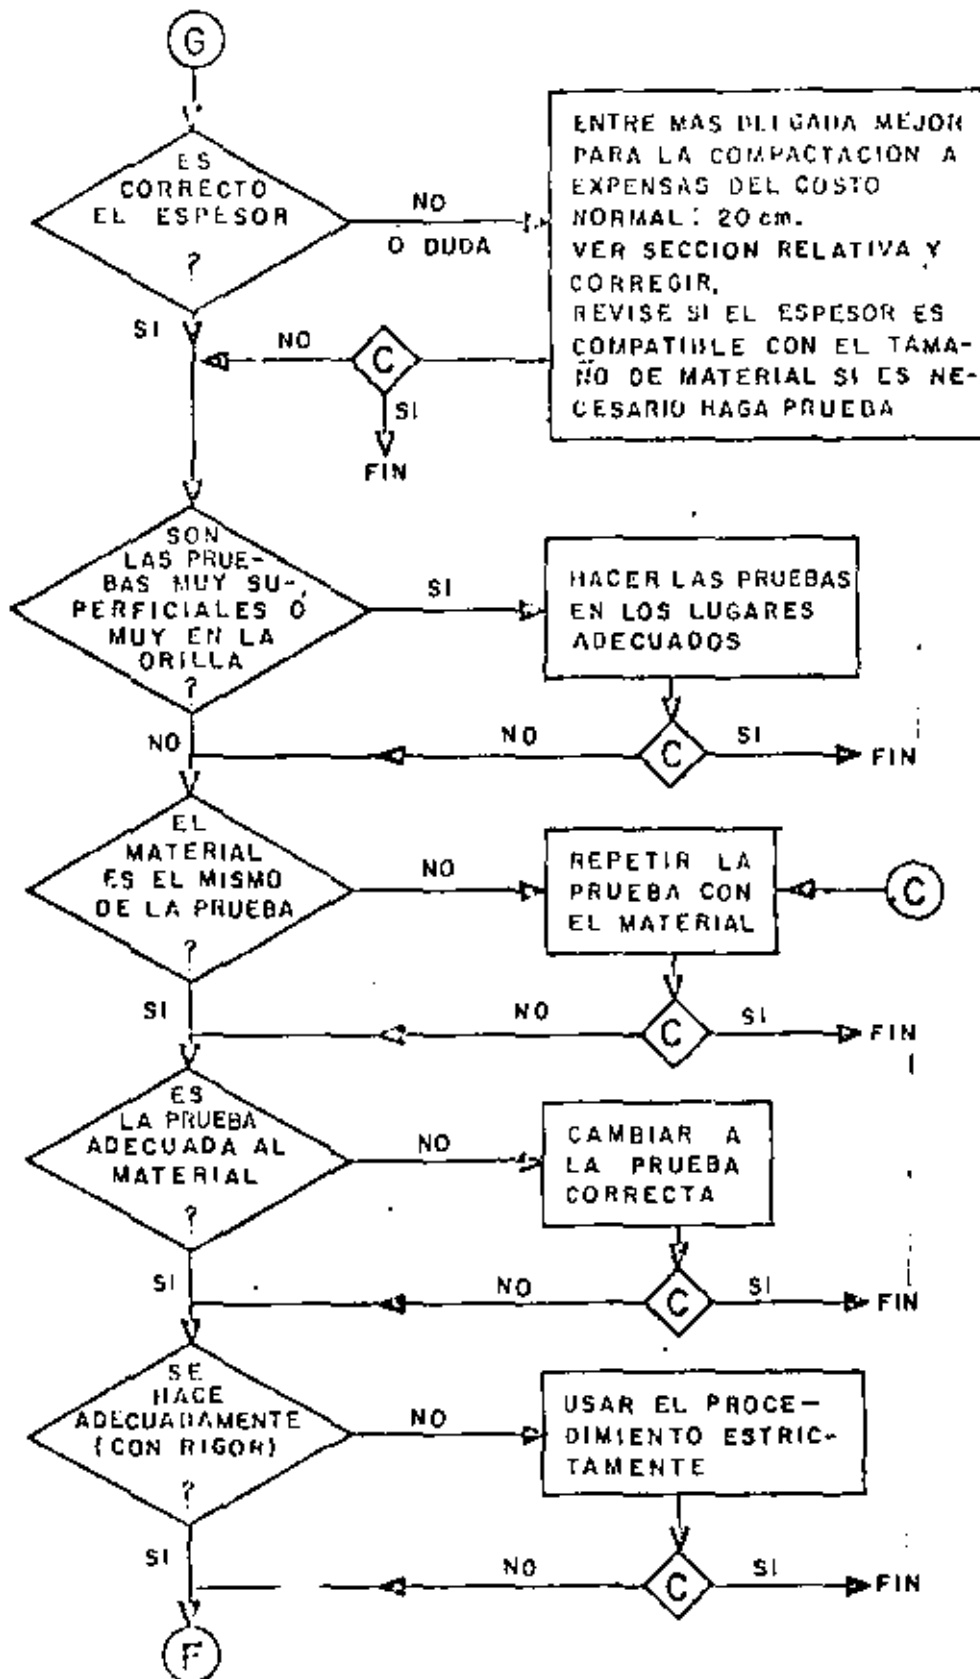 G
ES
CORRECTO
EL ESPESOR
?
NO
O DUDA
ENTRE MAS DELGADA MEJOR
PARA LA COMPACTACION A
EXPENSAS DEL COSTO
NORMAL: 20 cm.
VER SECCION RELATIVA Y
CORREGIR.
REVISE SI EL ESPESOR ES
COMPATIBLE CON EL TAMA-
ÑO DE MATERIAL SI ES NE-
CESARIO HAGA PRUEBA
SI
NO
C
SI
FIN
SON
LAS PRUE-
BAS MUY SU-
PERFICIALES O
MUY EN LA
ORILLA
?
SI
HACER LAS PRUEBAS
EN LOS LUGARES
ADECUADOS
NO
NO
C
SI
FIN
EL
MATERIAL
ES EL MISMO
DE LA PRUEBA
?
NO
REPETIR LA
PRUEBA CON
EL MATERIAL
C
SI
NO
C
SI
FIN
ES
LA PRUEBA
ADECUADA AL
MATERIAL
?
NO
CAMBIAR A
LA PRUEBA
CORRECTA
SI
NO
C
SI
FIN
SE
HACE
ADECUADAMENTE
(CON RIGOR)
?
NO
USAR EL PROCE-
DIMIENTO ESTRIC-
TAMENTE
SI
NO
C
SI
FIN
F